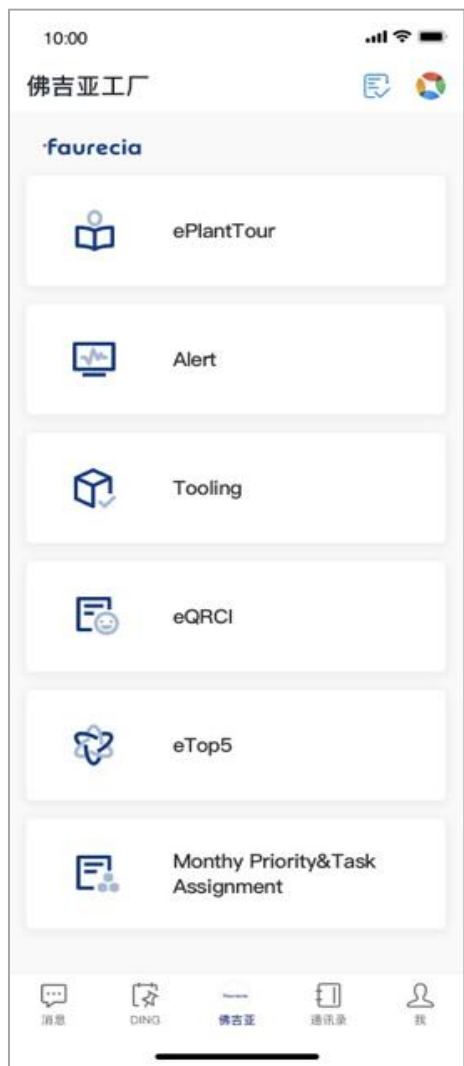 10:00
佛吉亚工厂
faurecia
ePlantTour
Alert
Tooling
eQRCI
eTop5
Monthy Priority&Task
Assignment
消息
DING
佛吉亚
通讯录
我